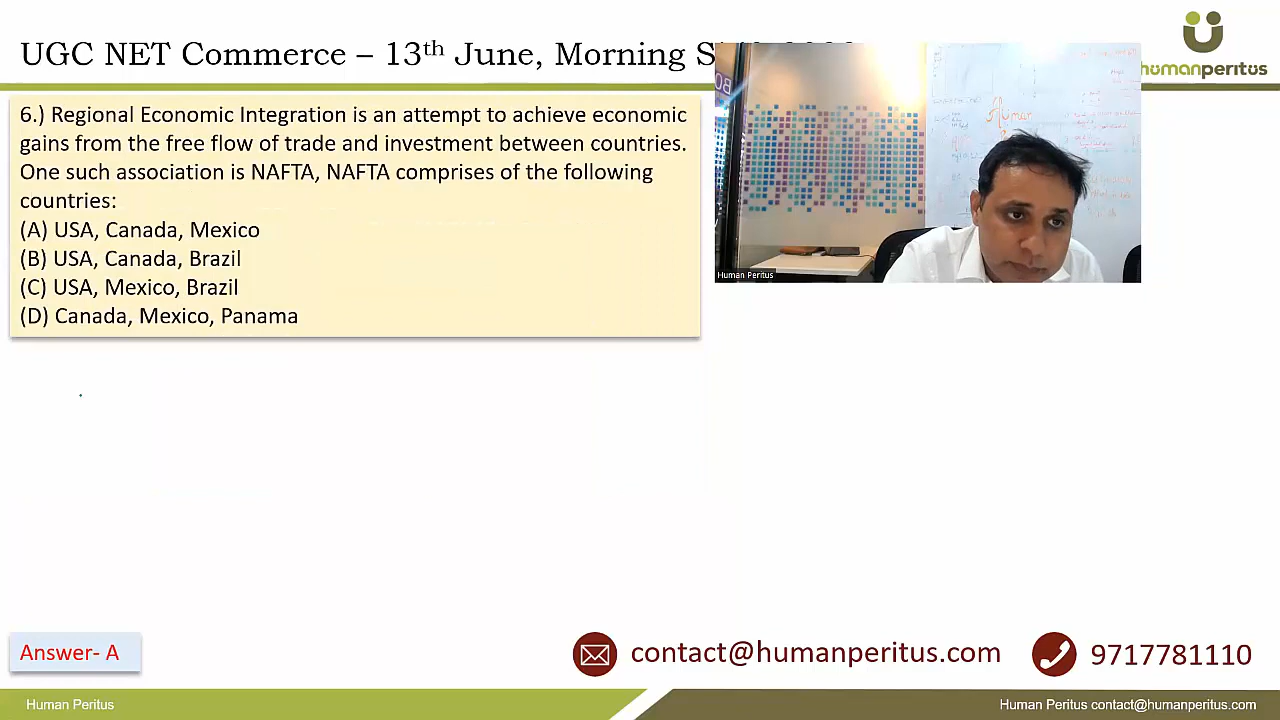 UGC NET Commerce – 13th June, Morning S
humanperitus
6.) Regional Economic Integration is an attempt to achieve economic
gains from the free flow of trade and investment between countries.
One such association is NAFTA, NAFTA comprises of the following
countries:
(A) USA, Canada, Mexico
(B) USA, Canada, Brazil
(C) USA, Mexico, Brazil
(D) Canada, Mexico, Panama
Human
Human Peritus
Answer- A
contact@humanperitus.com
9717781110
Human Peritus
Human Peritus contact@humanperitus.com